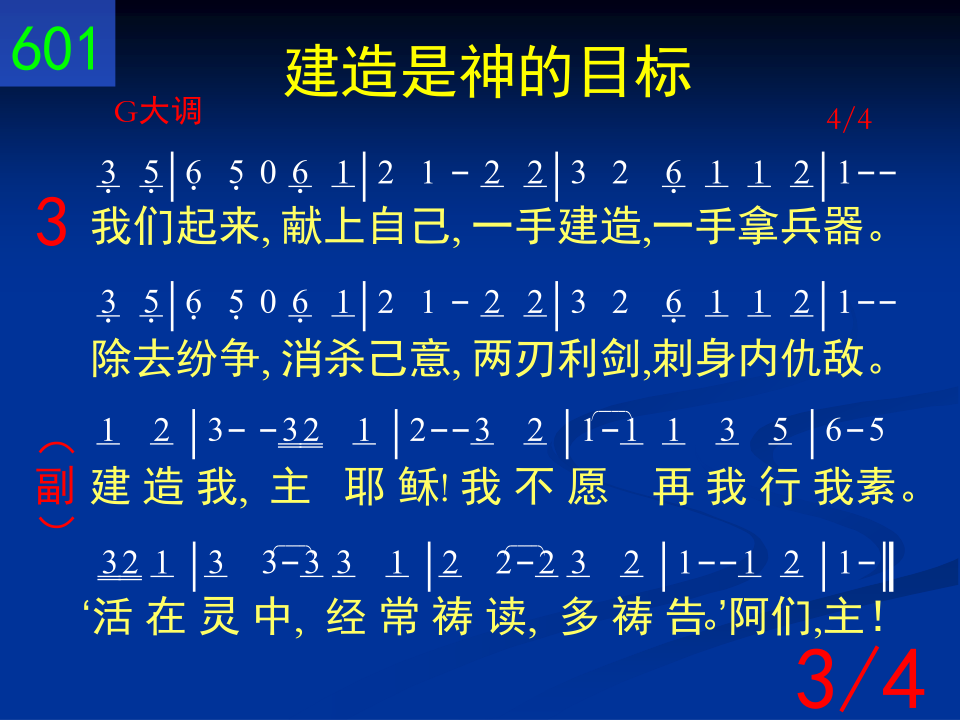 601
建造是神的目标
G大调
4/4
3̣ 5̣|6̣ 5̣ 0 6̣ 1|2 1 - 2 2|3 2 6̣ 1 1 2|1--
3
我们起来, 献上自己, 一手建造,一手拿兵器。
3̣ 5̣|6̣ 5̣ 0 6̣ 1|2 1 - 2 2|3 2 6̣ 1 1 2|1--
除去纷争, 消杀己意, 两刃利剑,刺身内仇敌。
1 2|3- -32 1|2--3 2|1-1 1 3 5|6-5
（副）
建 造 我, 主 耶 稣! 我 不 愿 再 我 行 我素。
32 1|3 3-3 3 1|2 2-2 3 2|1--1 2|1-‖
‘活 在 灵 中, 经 常 祷 读, 多 祷 告。’阿们,主!
3/4